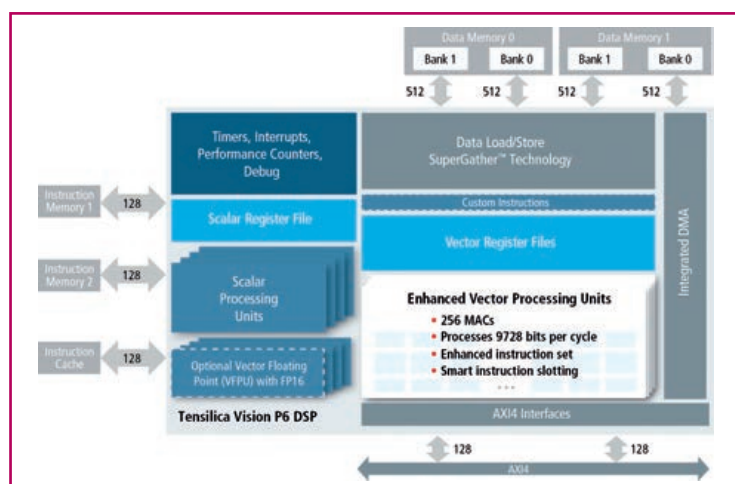 Data Memory 0
Data Memory 1
Bank 1
Bank 0
Bank 1
Bank 0
512
512
512
512
Timers, Interrupts,
Performance Counters,
Debug
Data Load/Store
SuperGather™ Technology
Integrated DMA
Instruction
Memory 1
128
Custom Instructions
Scalar Register File
Vector Register Files
Instruction
Memory 2
128
Scalar
Processing
Units
Enhanced Vector Processing Units
• 256 MACs
• Processes 9728 bits per cycle
• Enhanced instruction set
• Smart instruction slotting
...
Instruction
Cache
128
Optional Vector Floating
Point (VFPU) with FP16
Tensilica Vision P6 DSP
AXI4 Interfaces
128
128
AXI4